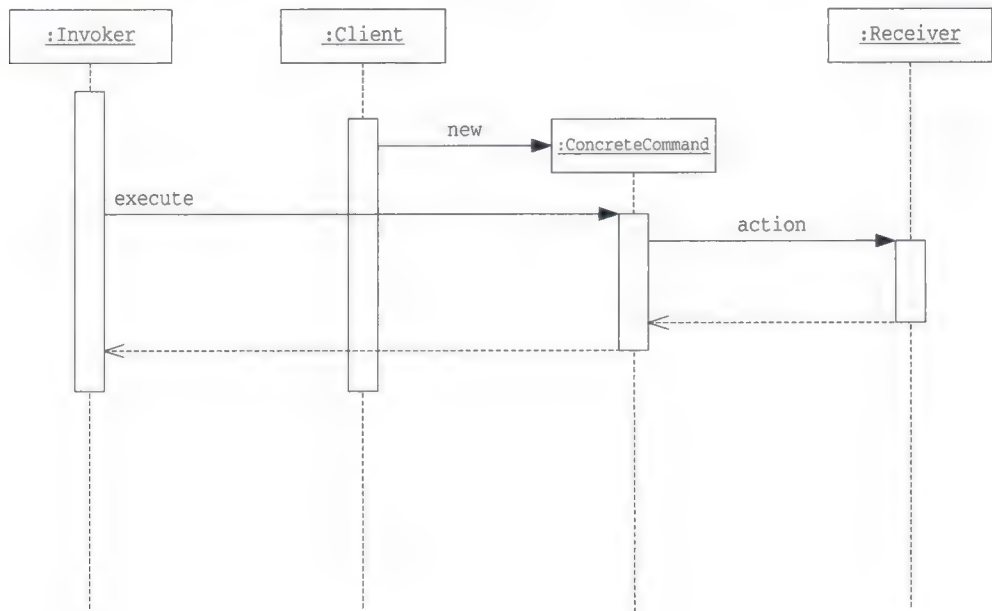 :Invoker
:Client
:Receiver
new
:ConcreteCommand
execute
action